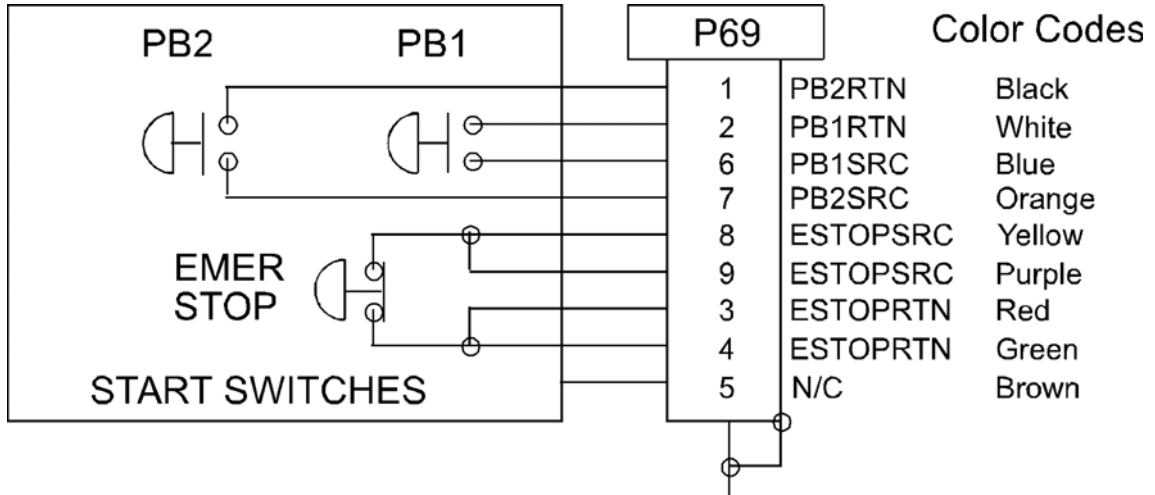 PB2 PB1 P69 Color Codes
1 PB2RTN Black
2 PB1RTN White
6 PB1SRC Blue
7 PB2SRC Orange
8 ESTOPSRC Yellow
EMER
STOP
9 ESTOPSRC Purple
3 ESTOPRTN Red
4 ESTOPRTN Green
START SWITCHES 5 N/C Brown